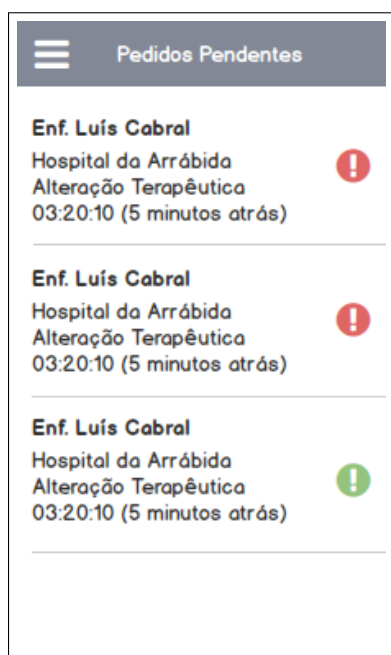 Pedidos Pendentes
Enf. Luís Cabral
Hospital da Arrábida
Alteração Terapêutica
03:20:10 (5 minutos atrás)
Enf. Luís Cabral
Hospital da Arrábida
Alteração Terapêutica
03:20:10 (5 minutos atrás)
Enf. Luís Cabral
Hospital da Arrábida
Alteração Terapêutica
03:20:10 (5 minutos atrás)